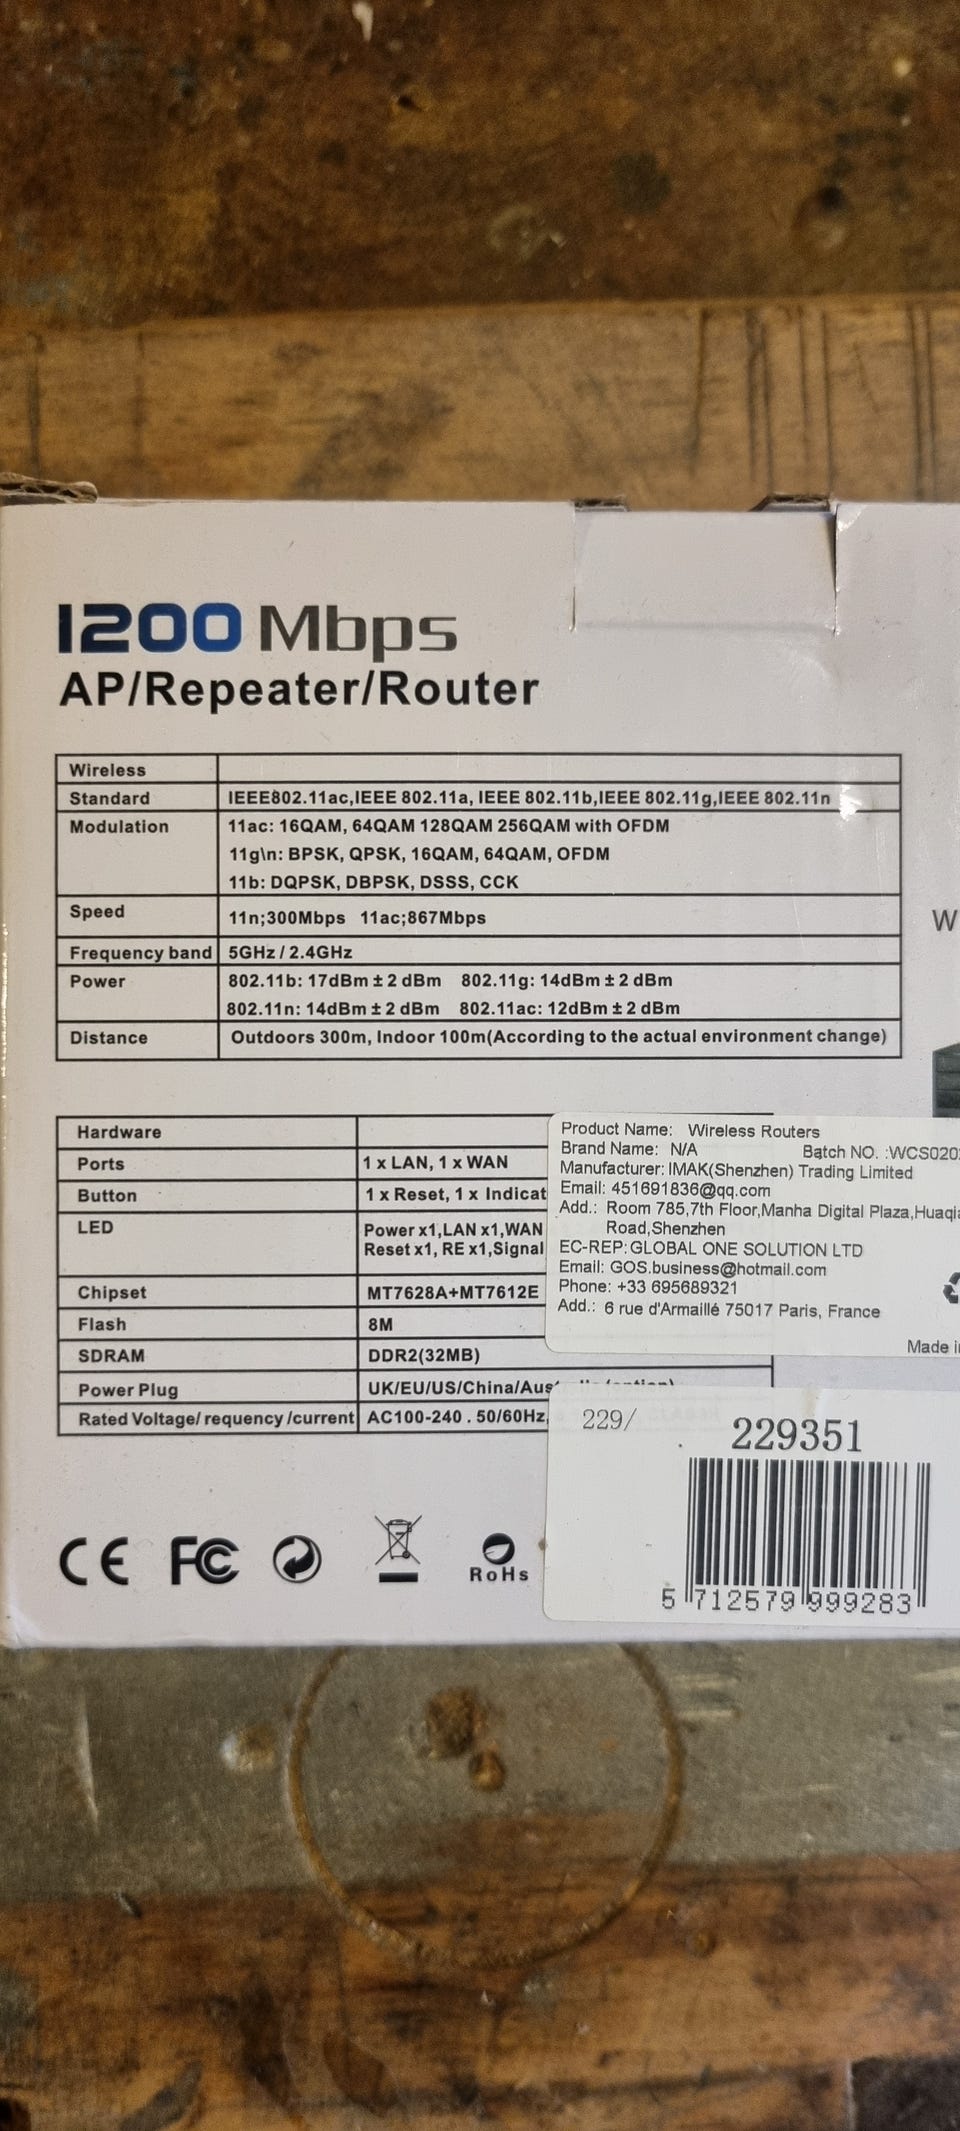 1200 Mbps
AP/Repeater/Router
Wireless
Standard IEEE802.11ac,IEEE 802.11a, IEEE 802.11b,IEEE 802.11g,IEEE 802.11n
Modulation 11ac: 16QAM, 64QAM 128QAM 256QAM with OFDM
11g\n: BPSK, QPSK, 16QAM, 64QAM, OFDM
11b: DQPSK, DBPSK, DSSS, CCK
Speed 11n;300Mbps 11ac;867Mbps
W
Frequency band 5GHz / 2.4GHz
Power 802.11b: 17dBm ± 2 dBm 802.11g: 14dBm ± 2 dBm
802.11n: 14dBm ± 2 dBm 802.11ac: 12dBm ± 2 dBm
Distance Outdoors 300m, Indoor 100m(According to the actual environment change)
Hardware
Ports 1 x LAN, 1 x WAN
Button 1 x Reset, 1 x Indicat
LED Power x1,LAN x1,WAN
Reset x1, RE x1,Signal
Chipset MT7628A+MT7612E
Flash 8M
SDRAM DDR2(32MB)
Power Plug UK/EU/US/China/Aus
Rated Voltage/ requency /current AC100-240 . 50/60Hz,
Product Name: Wireless Routers
Brand Name: N/A Batch NO. :WCS020
Manufacturer: IMAK(Shenzhen) Trading Limited
Email: 451691836@qq.com
Add.: Room 785,7th Floor,Manha Digital Plaza,Huaqia
Road,Shenzhen
EC-REP:GLOBAL ONE SOLUTION LTD
Email: GOS.business@hotmail.com
Phone: +33 695689321
Add.: 6 rue d'Armaillé 75017 Paris, France
Made i
229/
229351
5 712579 999283
CE FC
RoHs